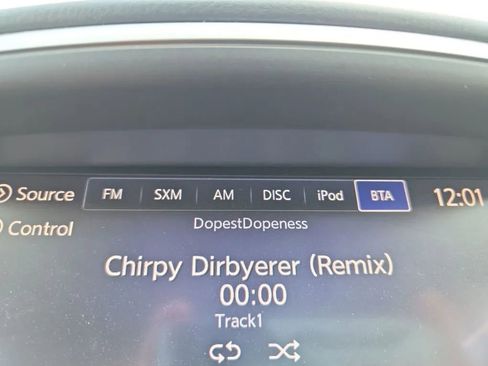 Source FM SXM AM DISC iPod BTA 12:01
Control DopestDopeness
Chirpy Dirbyerer (Remix)
00:00
Track1